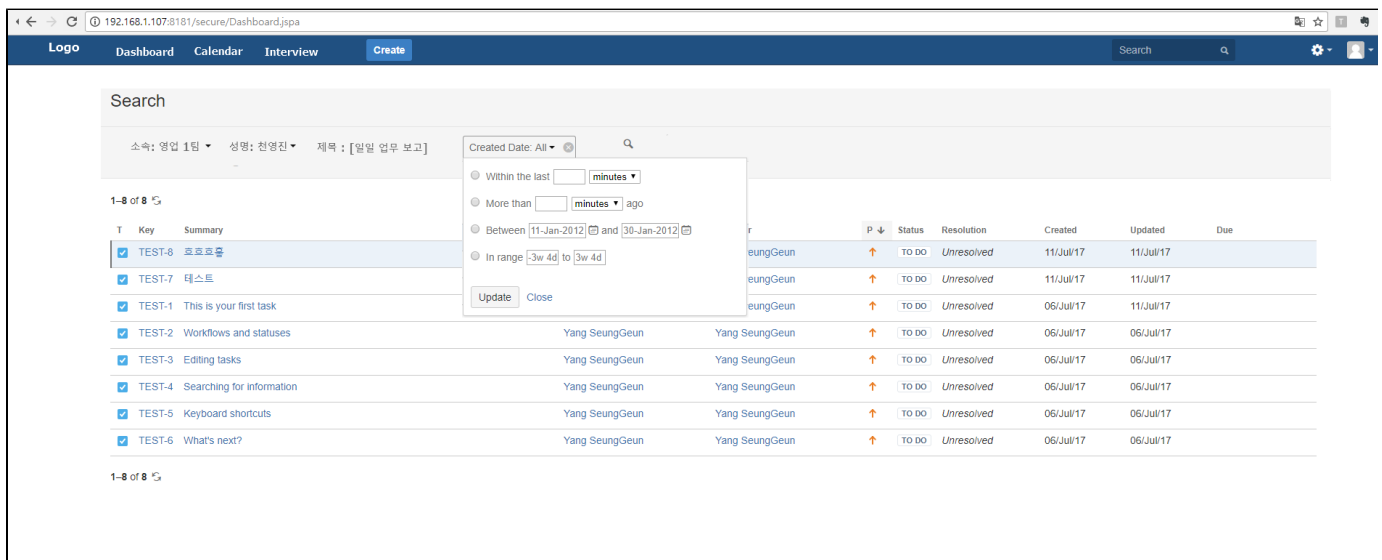 192.168.1.107:8181/secure/Dashboard.jspa
Logo Dashboard Calendar Interview Create Search
Search
소속: 영업 1팀 성명: 천영진 제목 : [일일 업무 보고] Created Date: All
Within the last minutes
More than minutes ago
Between 11-Jan-2012 and 30-Jan-2012
In range -3w 4d to 3w 4d
Update Close
1–8 of 8
T Key Summary r P Status Resolution Created Updated Due
TEST-8 흐흐흐흫 eungGeun TO DO Unresolved 11/Jul/17 11/Jul/17
TEST-7 테스트 eungGeun TO DO Unresolved 11/Jul/17 11/Jul/17
TEST-1 This is your first task eungGeun TO DO Unresolved 06/Jul/17 11/Jul/17
TEST-2 Workflows and statuses Yang SeungGeun Yang SeungGeun TO DO Unresolved 06/Jul/17 06/Jul/17
TEST-3 Editing tasks Yang SeungGeun Yang SeungGeun TO DO Unresolved 06/Jul/17 06/Jul/17
TEST-4 Searching for information Yang SeungGeun Yang SeungGeun TO DO Unresolved 06/Jul/17 06/Jul/17
TEST-5 Keyboard shortcuts Yang SeungGeun Yang SeungGeun TO DO Unresolved 06/Jul/17 06/Jul/17
TEST-6 What's next? Yang SeungGeun Yang SeungGeun TO DO Unresolved 06/Jul/17 06/Jul/17
1–8 of 8